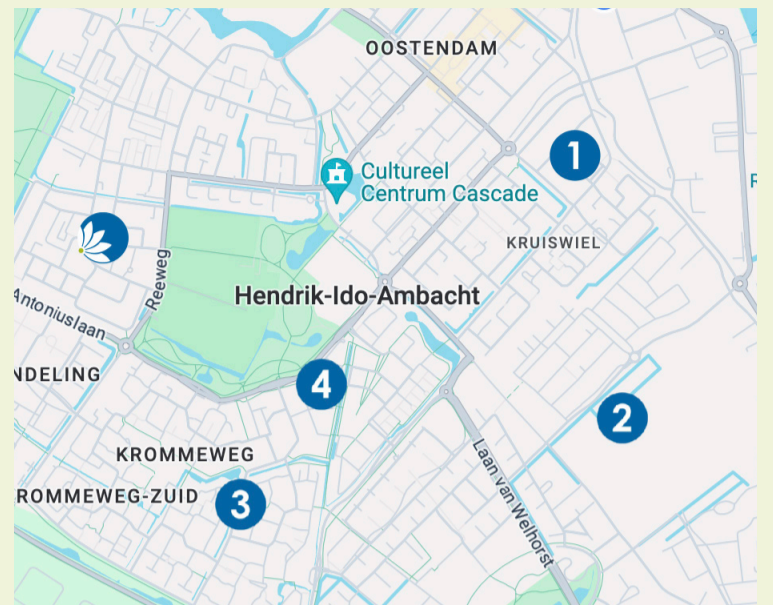 OOSTENDAM
1
Cultureel
Centrum Cascade
KRUISWIEL
Reeweg
Hendrik-Ido-Ambacht
Antoniuslaan
NDELING
4
2
KROMMEWEG
Laan van Welhorst
ROMMEWEG-ZUID
3